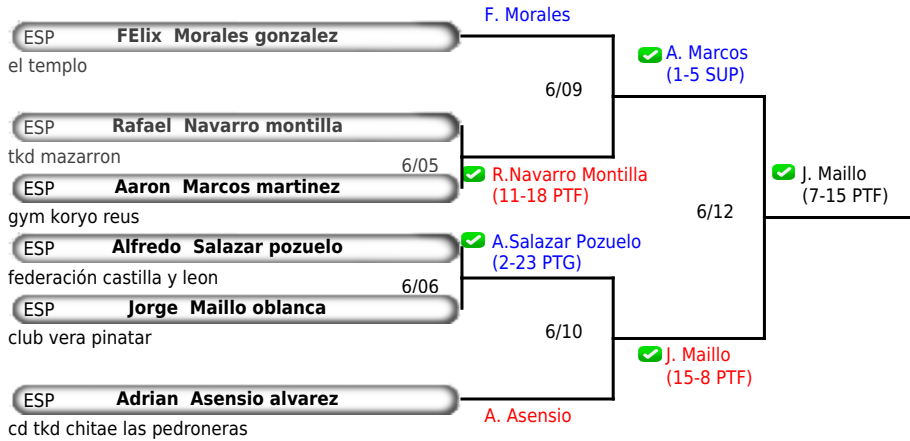 F. Morales
ESP FElix Morales gonzalez
el templo
A. Marcos
(1-5 SUP)
6/09
ESP Rafael Navarro montilla
tkd mazarron
6/05
ESP Aaron Marcos martinez
gym koryo reus
R.Navarro Montilla
(11-18 PTF)
J. Maillo
(7-15 PTF)
6/12
ESP Alfredo Salazar pozuelo
federación castilla y leon
A.Salazar Pozuelo
(2-23 PTG)
6/06
ESP Jorge Maillo oblanca
club vera pinatar
6/10
J. Maillo
(15-8 PTF)
ESP Adrian Asensio alvarez
cd tkd chitae las pedroneras
A. Asensio